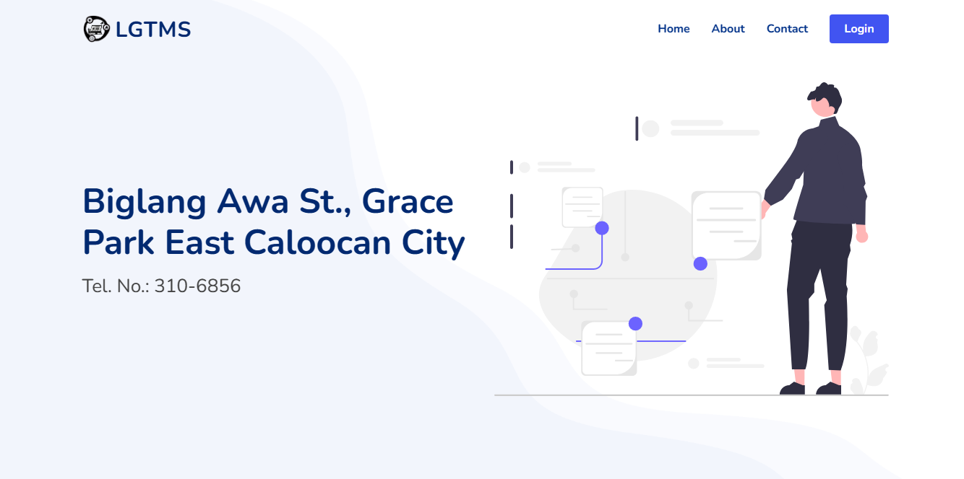 LGTMS
Home About Contact Login
Biglang Awa St., Grace
Park East Caloocan City
Tel. No.: 310-6856